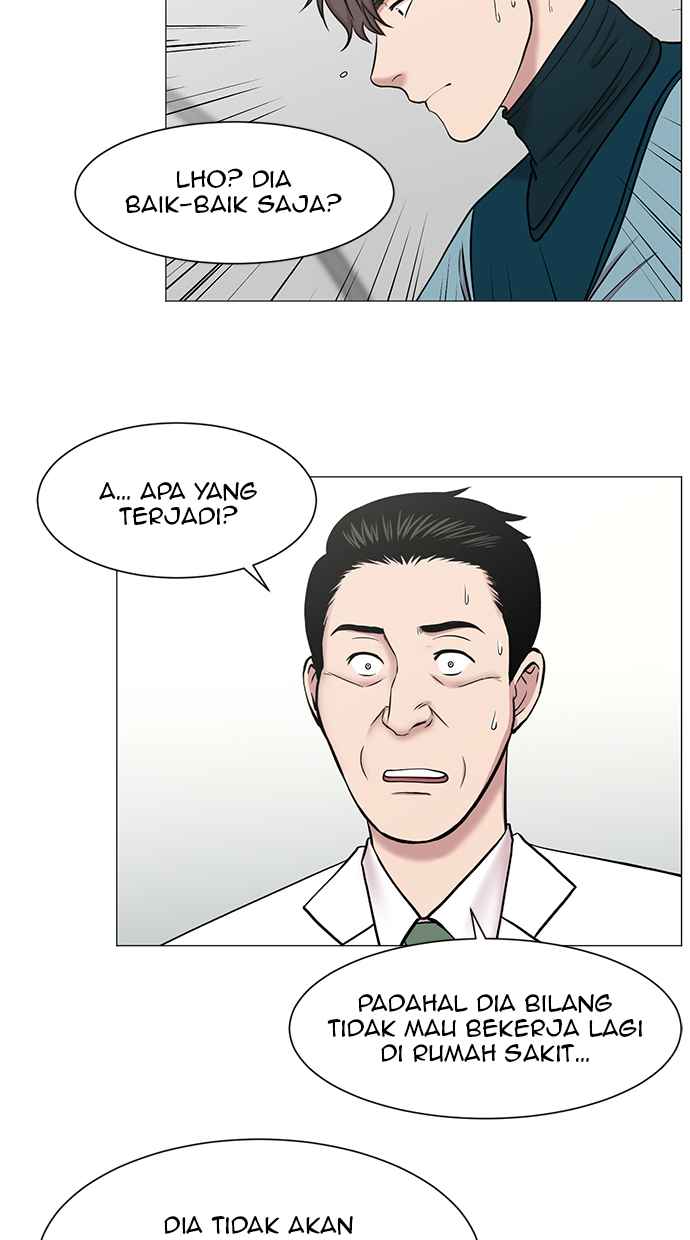 LHO? DIA
BAIK-BAIK SAJA?
A... APA YANG
TERJADI?
PADAHAL DIA BILANG
TIDAK MAU BEKERJA LAGI
DI RUMAH SAKIT...
DIA TIDAK AKAN